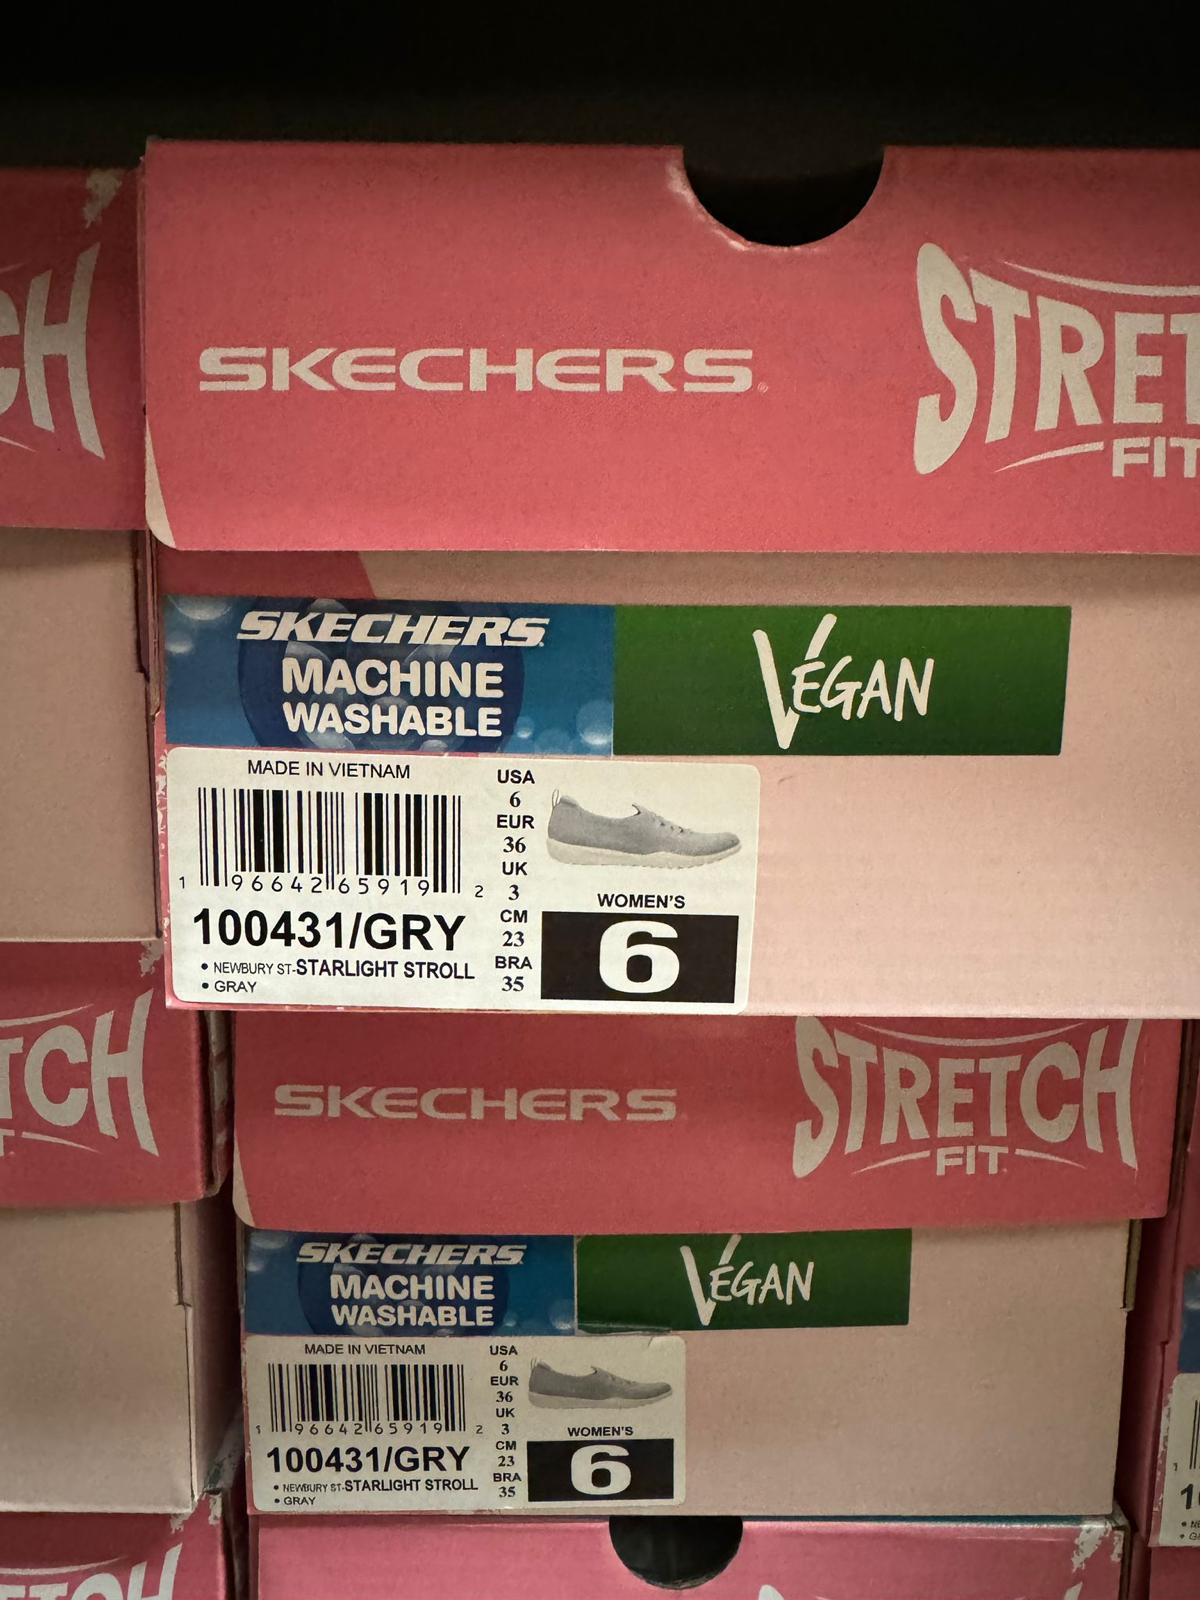 SKECHERS
STRET
FIT
CH
SKECHERS
MACHINE
WASHABLE
VEGAN
MADE IN VIETNAM
1 96642 65919 2
100431/GRY
• NEWBURY ST-STARLIGHT STROLL
• GRAY
USA
6
EUR
36
UK
3
CM
23
BRA
35
WOMEN'S
6
TCH
SKECHERS
STRETCH
FIT
SKECHERS
MACHINE
WASHABLE
VEGAN
MADE IN VIETNAM
1 96642 65919 2
100431/GRY
• NEWBURY ST-STARLIGHT STROLL
• GRAY
USA
6
EUR
36
UK
3
CM
23
BRA
35
WOMEN'S
6